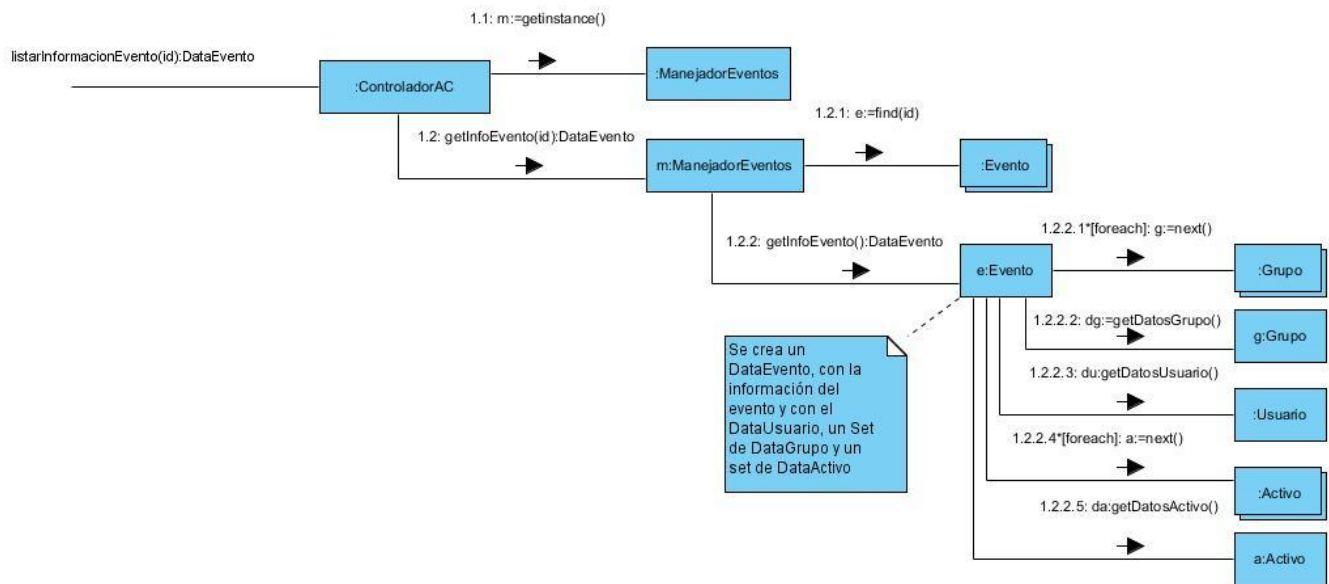 1.1: m:=getinstance()
listarInformacionEvento(id):DataEvento
:ControladorAC
:ManejadorEventos
1.2.1: e:=find(id)
1.2: getInfoEvento(id):DataEvento
m:ManejadorEventos
:Evento
1.2.2: getInfoEvento():DataEvento
1.2.2.1*[foreach]: g:=next()
e:Evento
:Grupo
1.2.2.2: dg:=getDatosGrupo()
g:Grupo
Se crea un
DataEvento, con la
información del
evento y con el
DataUsuario, un Set
de DataGrupo y un
set de DataActivo
1.2.2.3: du:getDatosUsuario()
:Usuario
1.2.2.4*[foreach]: a:=next()
:Activo
1.2.2.5: da:getDatosActivo()
a:Activo